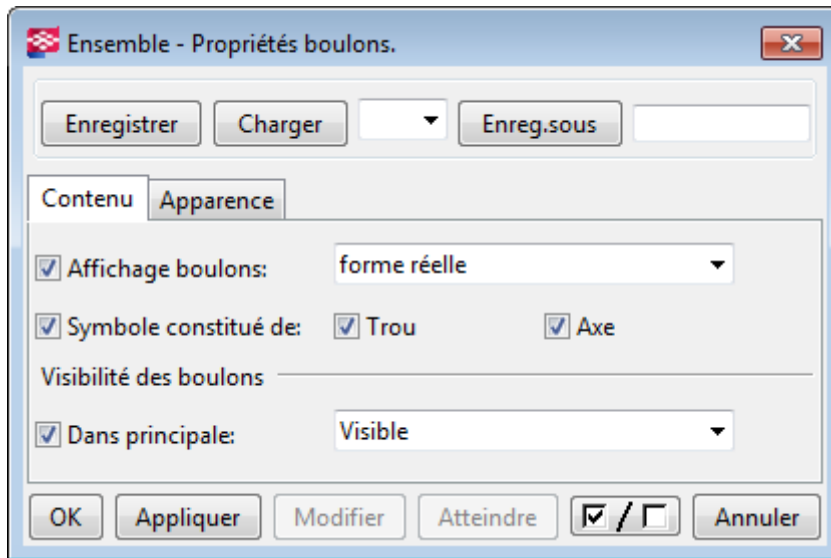 Ensemble - Propriétés boulons.
Enregistrer Charger Enreg.sous
Contenu Apparence
Affichage boulons: forme réelle
Symbole constitué de: Trou Axe
Visibilité des boulons
Dans principale: Visible
OK Appliquer Modifier Atteindre / Annuler